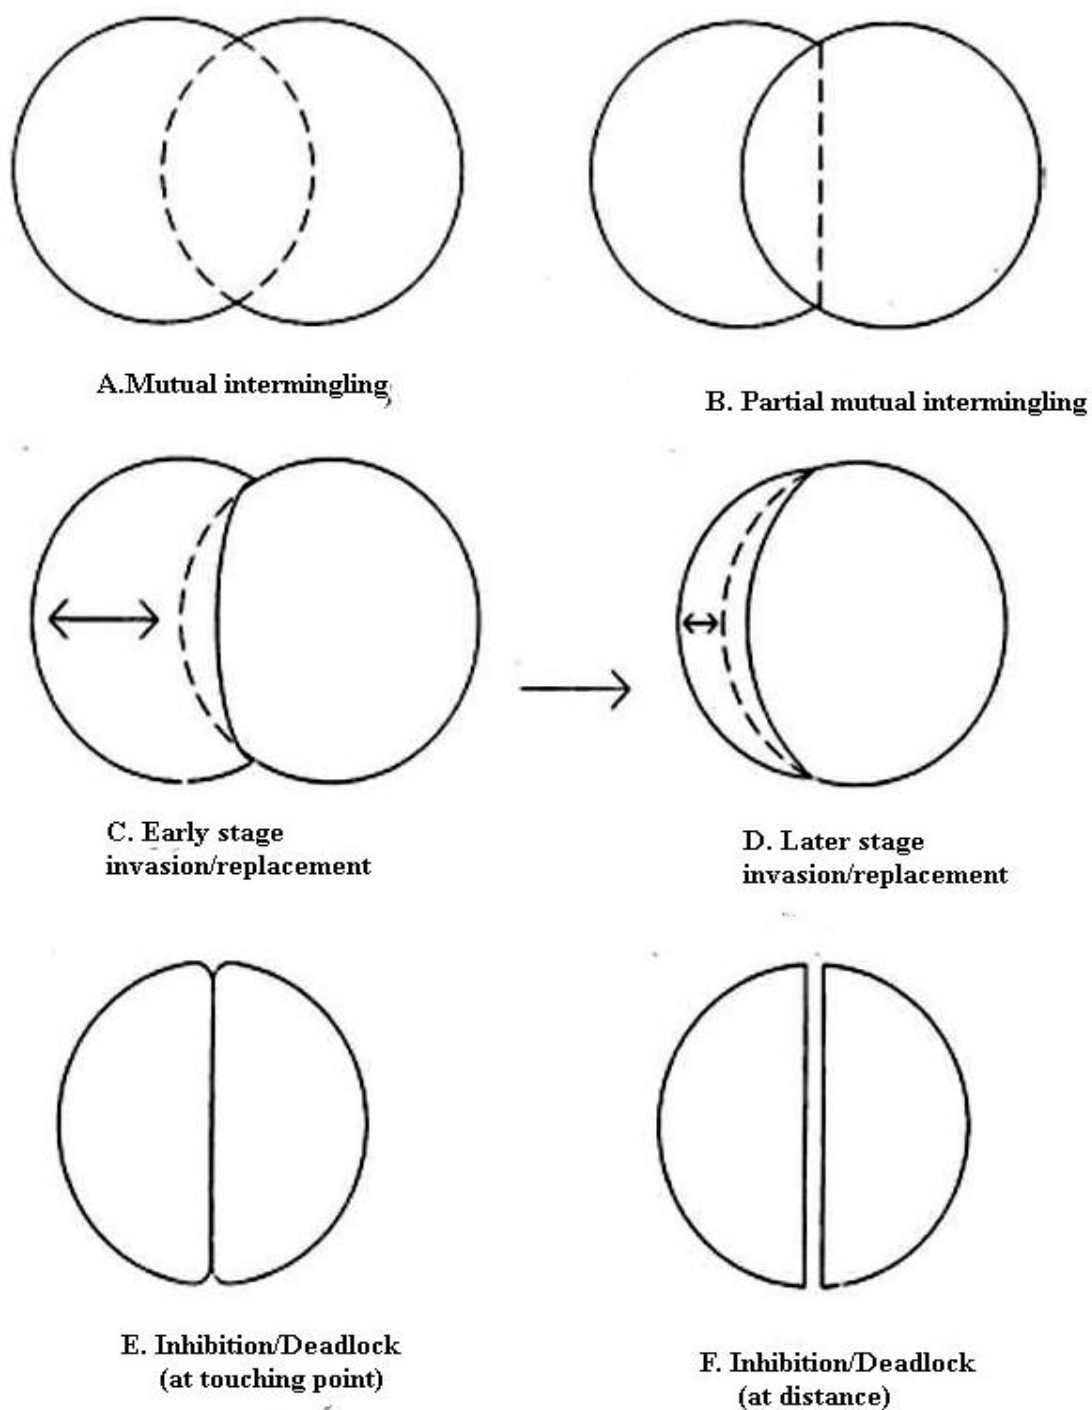 A.Mutual intermingling
B. Partial mutual intermingling
C. Early stage
invasion/replacement
D. Later stage
invasion/replacement
E. Inhibition/Deadlock
(at touching point)
F. Inhibition/Deadlock
(at distance)